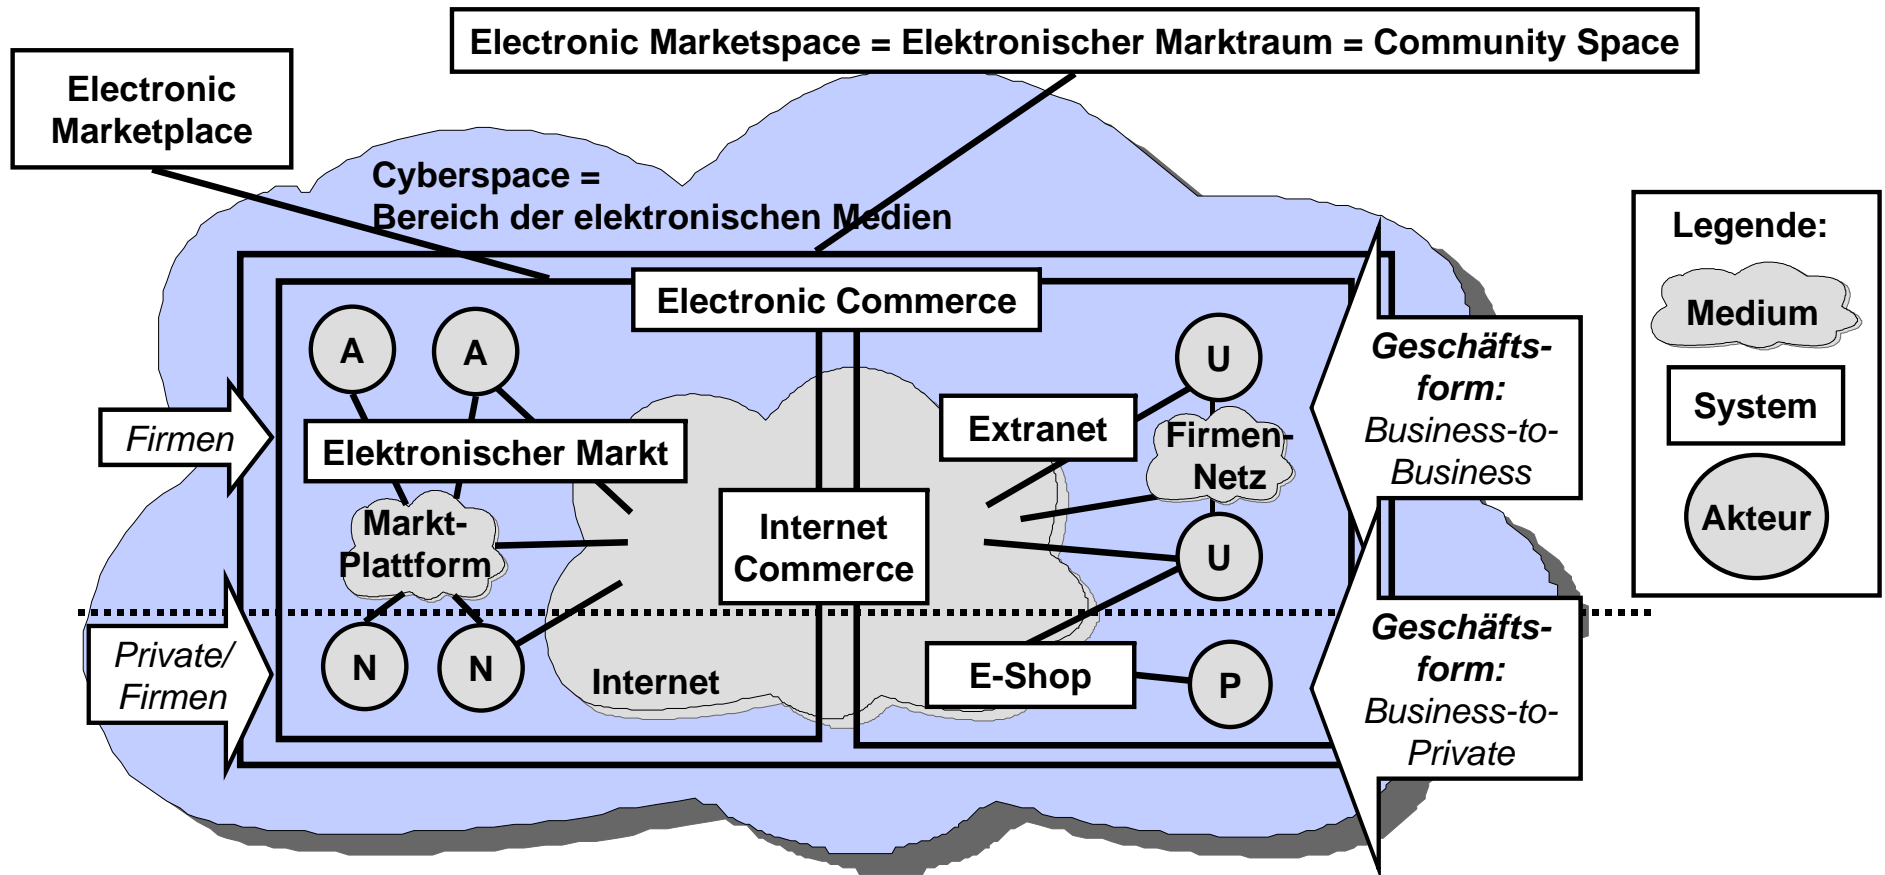 Electronic Marketspace = Elektronischer Marktraum = Community Space
Electronic
Marketplace
Cyberspace =
Bereich der elektronischen Medien
Electronic Commerce
A
A
Elektronischer Markt
Markt-
Plattform
N
N
Internet
Internet
Commerce
Extranet
U
Firmen-
Netz
U
E-Shop
P
Firmen
Private/
Firmen
Geschäfts-
form:
Business-to-
Business
Geschäfts-
form:
Business-to-
Private
Legende:
Medium
System
Akteur